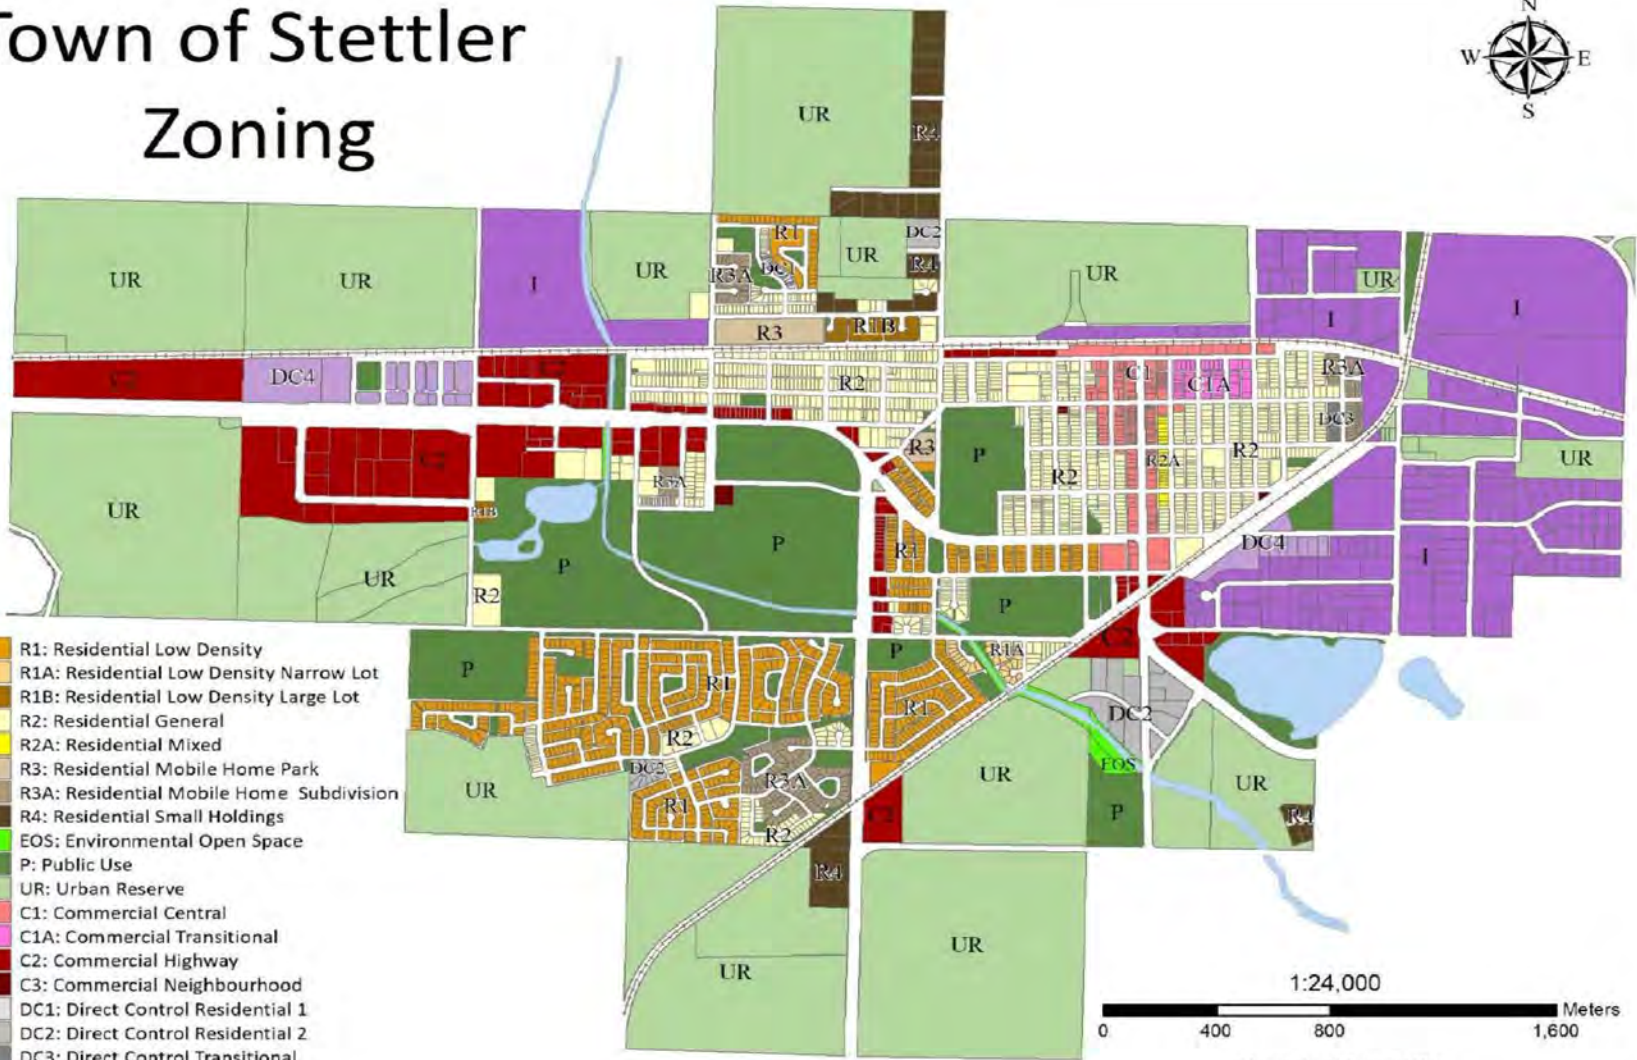 Town of Stettler
Zoning
N
W E
S
UR
R4
R1
UR
DC2
R3A
DC1
R4
UR
UR
I
UR
UR
UR
I
I
R3
R1B
C2
DC4
C2
R2
C1
C1A
R3A
DC3
C2
R3
P
R2
R2A
R2
UR
R3A
UR
R1B
P
R1
DC4
I
P
UR
R2
P
C2
P
P
R1A
R1
R1
DC2
R2
DC2
EOS
UR
R3A
UR
UR
R1
R2
C2
P
R4
R4
UR
UR
R1: Residential Low Density
R1A: Residential Low Density Narrow Lot
R1B: Residential Low Density Large Lot
R2: Residential General
R2A: Residential Mixed
R3: Residential Mobile Home Park
R3A: Residential Mobile Home Subdivision
R4: Residential Small Holdings
EOS: Environmental Open Space
P: Public Use
UR: Urban Reserve
C1: Commercial Central
C1A: Commercial Transitional
C2: Commercial Highway
C3: Commercial Neighbourhood
DC1: Direct Control Residential 1
DC2: Direct Control Residential 2
DC3: Direct Control Transitional
1:24,000
Meters
0 400 800 1,600